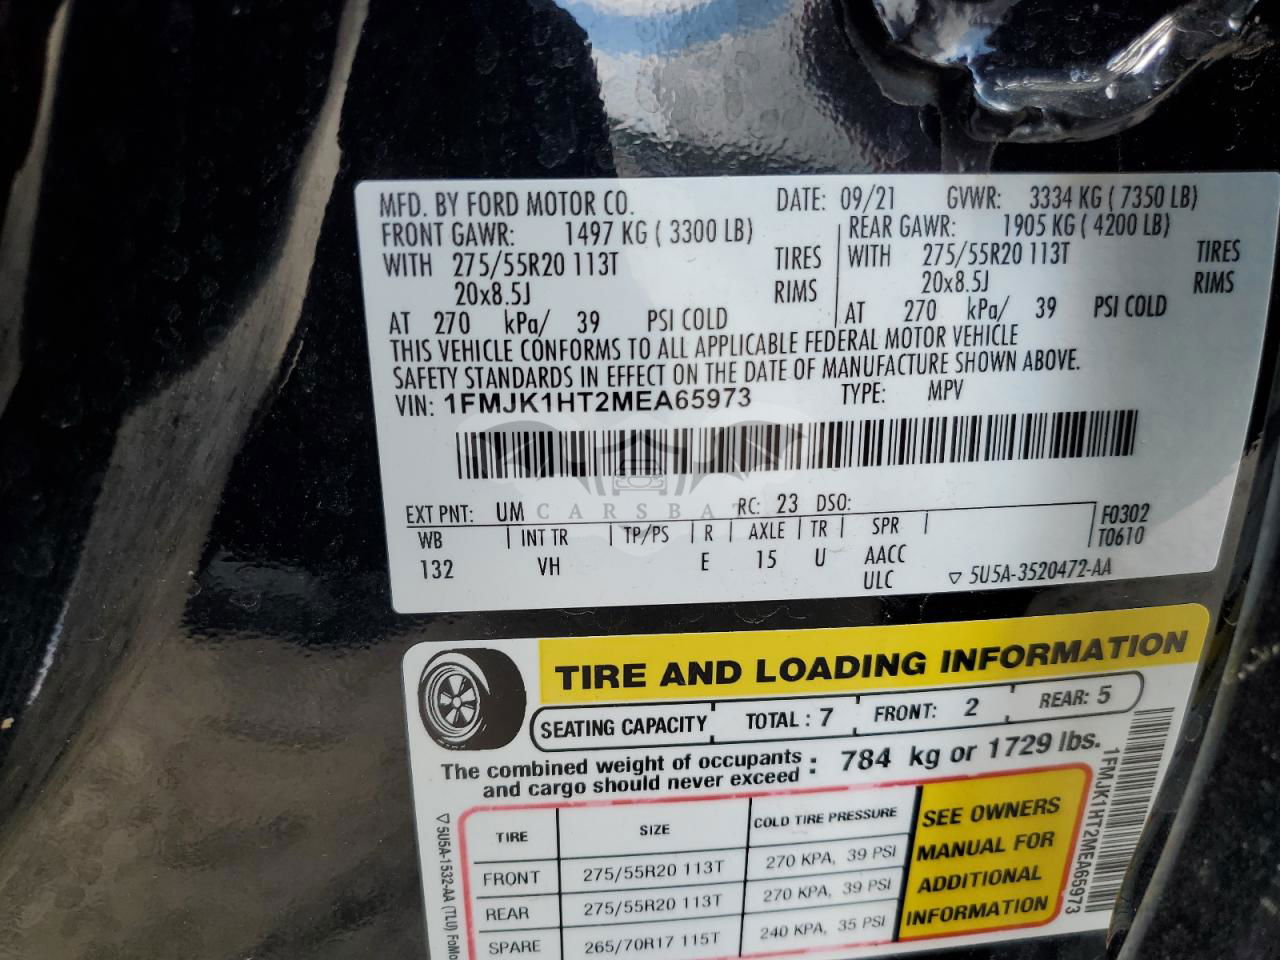 MFD. BY FORD MOTOR CO. DATE: 09/21 GVWR: 3334 KG ( 7350 LB)
FRONT GAWR: 1497 KG ( 3300 LB) REAR GAWR: 1905 KG ( 4200 LB)
WITH 275/55R20 113T TIRES WITH 275/55R20 113T TIRES
20x8.5J RIMS 20x8.5J RIMS
AT 270 kPa/ 39 PSI COLD AT 270 kPa/ 39 PSI COLD
THIS VEHICLE CONFORMS TO ALL APPLICABLE FEDERAL MOTOR VEHICLE
SAFETY STANDARDS IN EFFECT ON THE DATE OF MANUFACTURE SHOWN ABOVE.
VIN: 1FMJK1HT2MEA65973 TYPE: MPV
EXT PNT: UM RC: 23 DSO:
WB INT TR TP/PS R AXLE TR SPR F0302
T0610
132 VH E 15 U AACC
ULC 5U5A-3520472-AA
TIRE AND LOADING INFORMATION
SEATING CAPACITY TOTAL : 7 FRONT: 2 REAR: 5
The combined weight of occupants
and cargo should never exceed : 784 kg or 1729 lbs.
TIRE SIZE COLD TIRE PRESSURE
FRONT 275/55R20 113T 270 KPA, 39 PSI
REAR 275/55R20 113T 270 KPA, 39 PSI
SPARE 265/70R17 115T 240 KPA, 35 PSI
SEE OWNERS
MANUAL FOR
ADDITIONAL
INFORMATION
1FMJK1HT2MEA65973
5U5A-1532-AA (TLU)